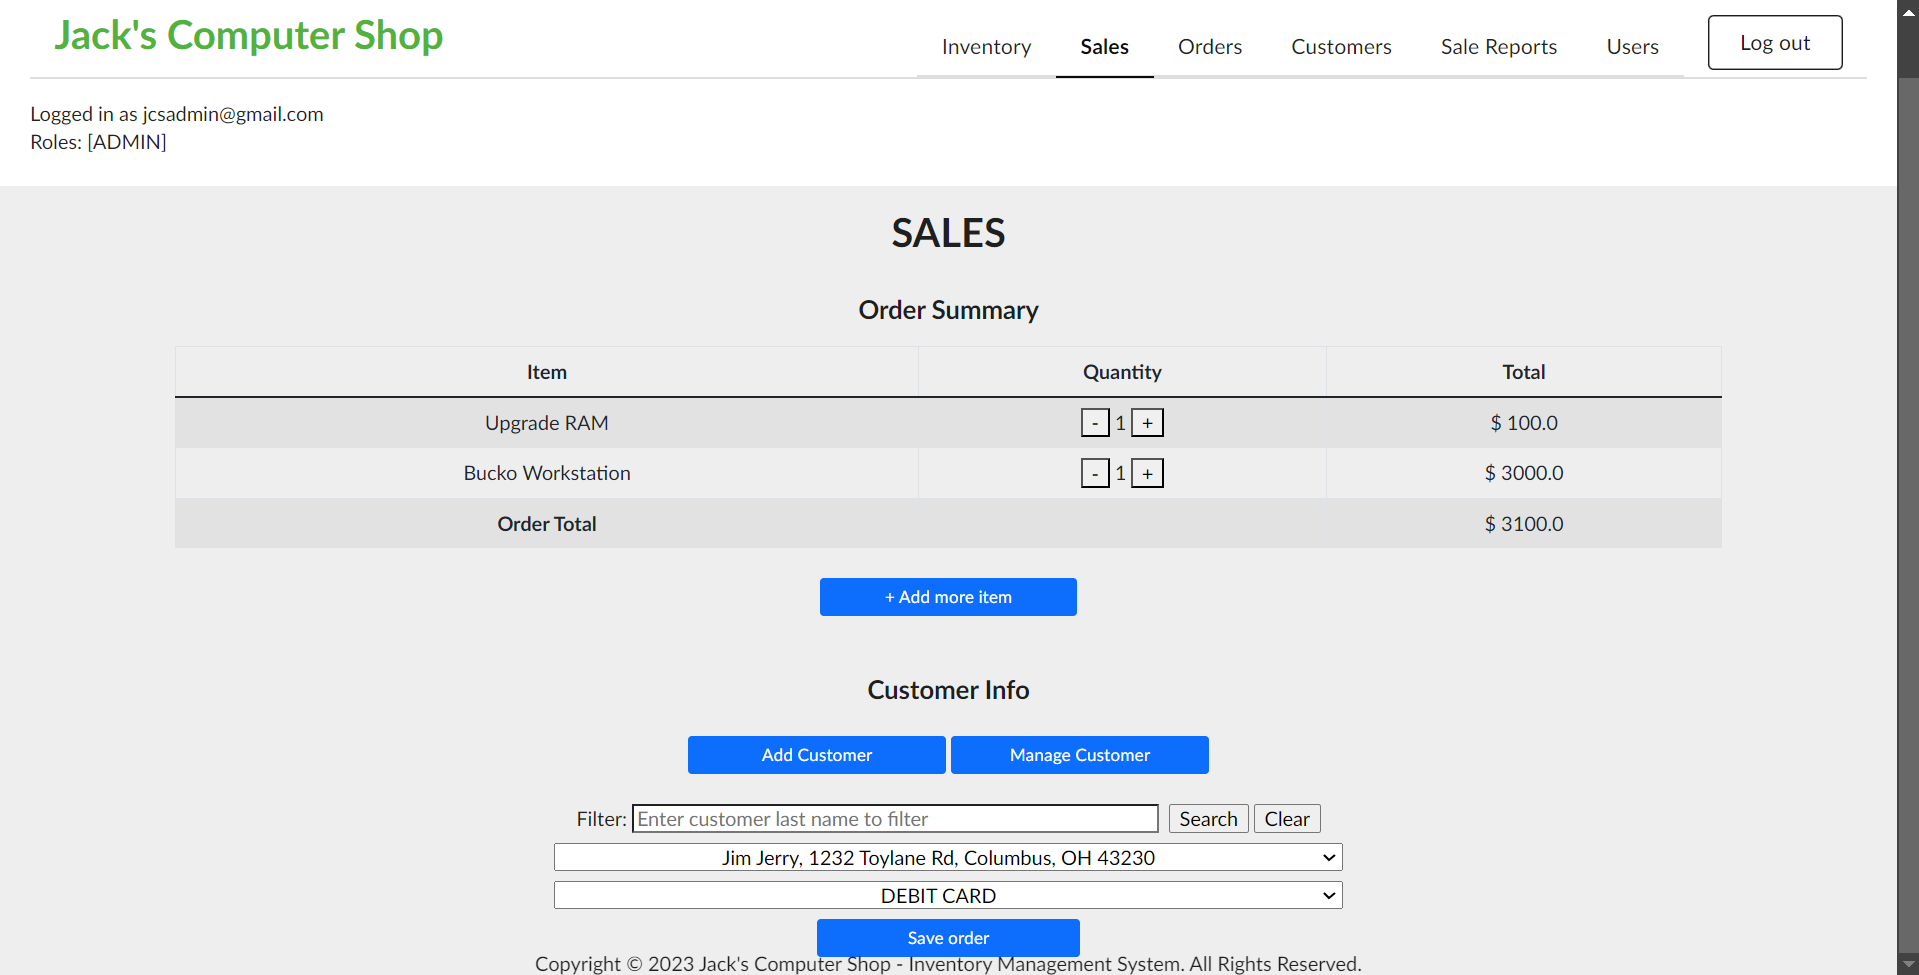 Jack's Computer Shop
Inventory Sales Orders Customers Sale Reports Users Log out
Logged in as jcsadmin@gmail.com
Roles: [ADMIN]
SALES
Order Summary
Item Quantity Total
Upgrade RAM - 1 + $ 100.0
Bucko Workstation - 1 + $ 3000.0
Order Total $ 3100.0
+ Add more item
Customer Info
Add Customer Manage Customer
Filter: Enter customer last name to filter Search Clear
Jim Jerry, 1232 Toylane Rd, Columbus, OH 43230
DEBIT CARD
Save order
Copyright © 2023 Jack's Computer Shop - Inventory Management System. All Rights Reserved.